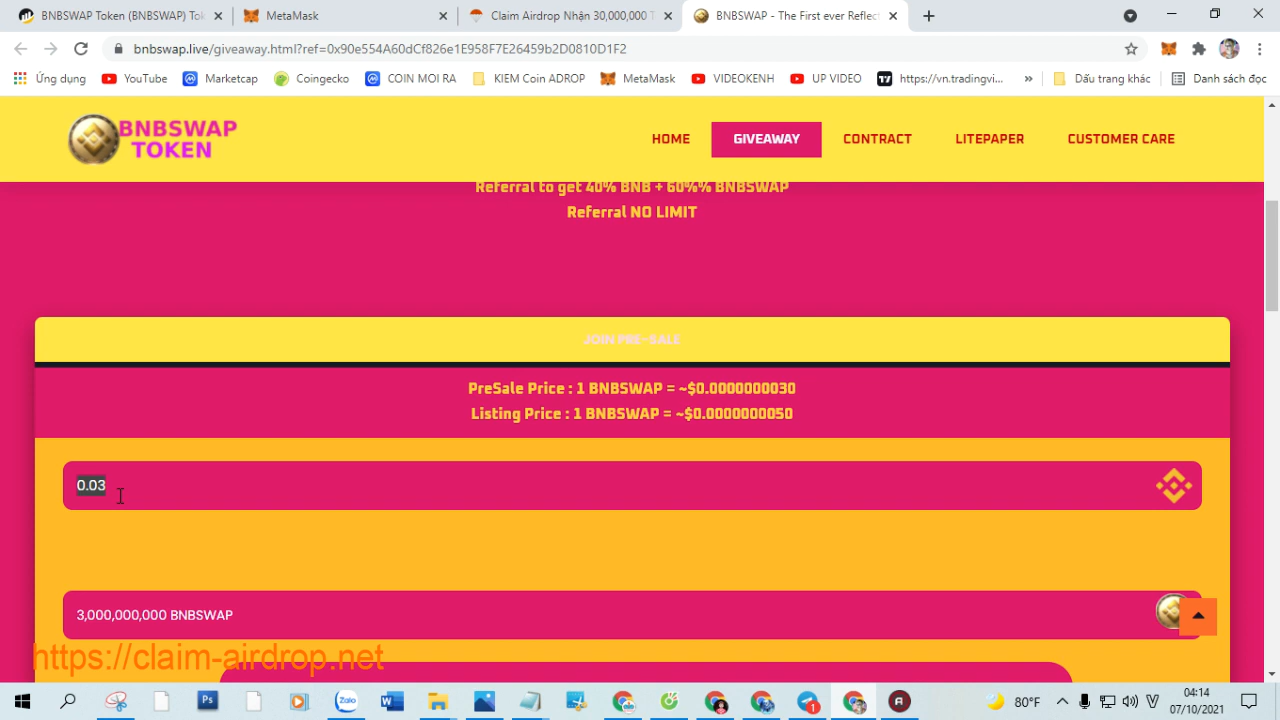 Airdrop BNBSWAP (Token Đ
MetaMask
Airdrop Nhận 30,000,000 T
BNBSWAP - The First ever Reflect
bnbswap.live/giveaway.html?ref=0x90e554A60dCf826e1E958F7E26459b2D0810D1F2
Ứng dụng YouTube Marketcap Coingecko COIN MOI RA KIEM Coin ADROP MetaMask VIDEOKENH UP VIDEO https://vn.tradingvi... » Dấu trang khác Danh sách đọc
BNBSWAP
TOKEN
HOME GIVEAWAY CONTRACT LITEPAPER CUSTOMER CARE
Referral to get 40% BNB + 60%% BNBSWAP
Referral NO LIMIT
JOIN PRE-SALE
PreSale Price : 1 BNBSWAP = ~$0.0000000030
Listing Price : 1 BNBSWAP = ~$0.0000000050
0.03
3,000,000,000 BNBSWAP
https://claim-airdrop.net
Ps Zalo W 1 A 80°F V 04:14
07/10/2021